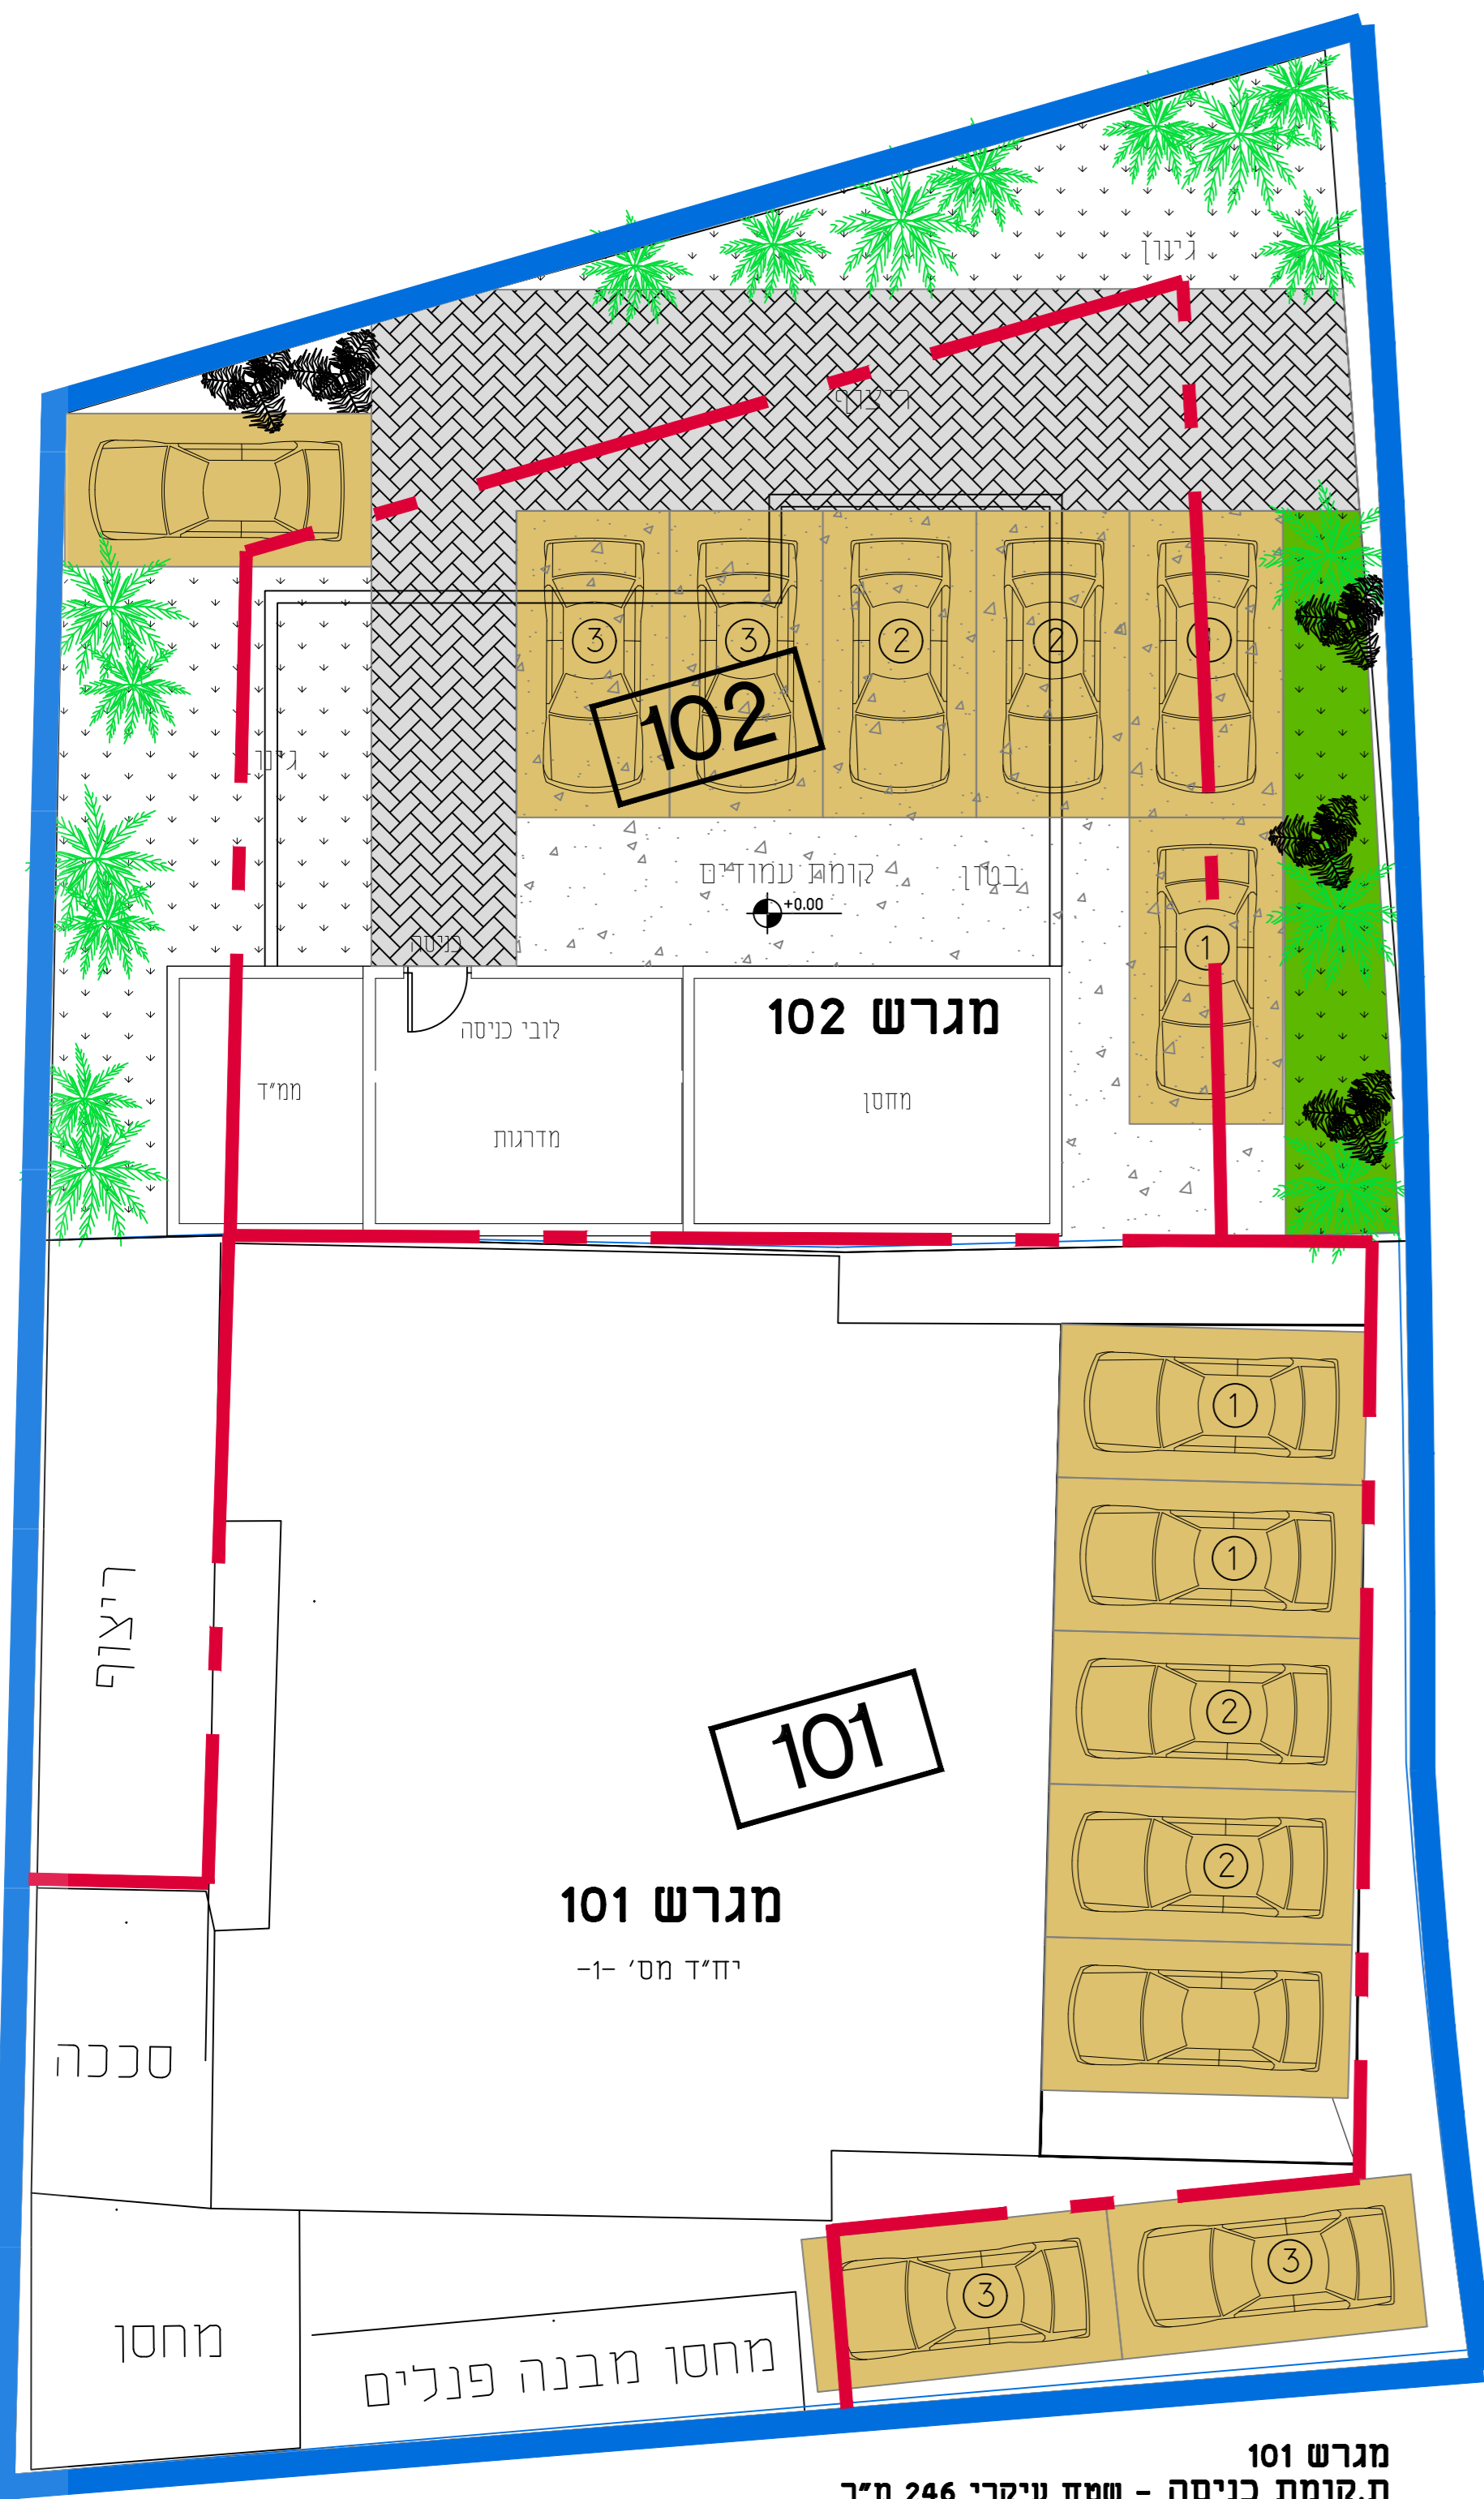 גינון
ריצוף
3
3
2
2
1
102
גינון
קומת עמודים
בטון
+0.00
כניסה
1
מגרש 102
לובי כניסה
ממ"ד
מחסן
מדרגות
1
1
ריצוף
2
101
2
מגרש 101
יח"ד מס' -1-
סככה
3
3
מחסן
מחסן מבנה פנלים
מגרש 101
ת.קומת כניסה - שטח עיקרי 246 מ"ר